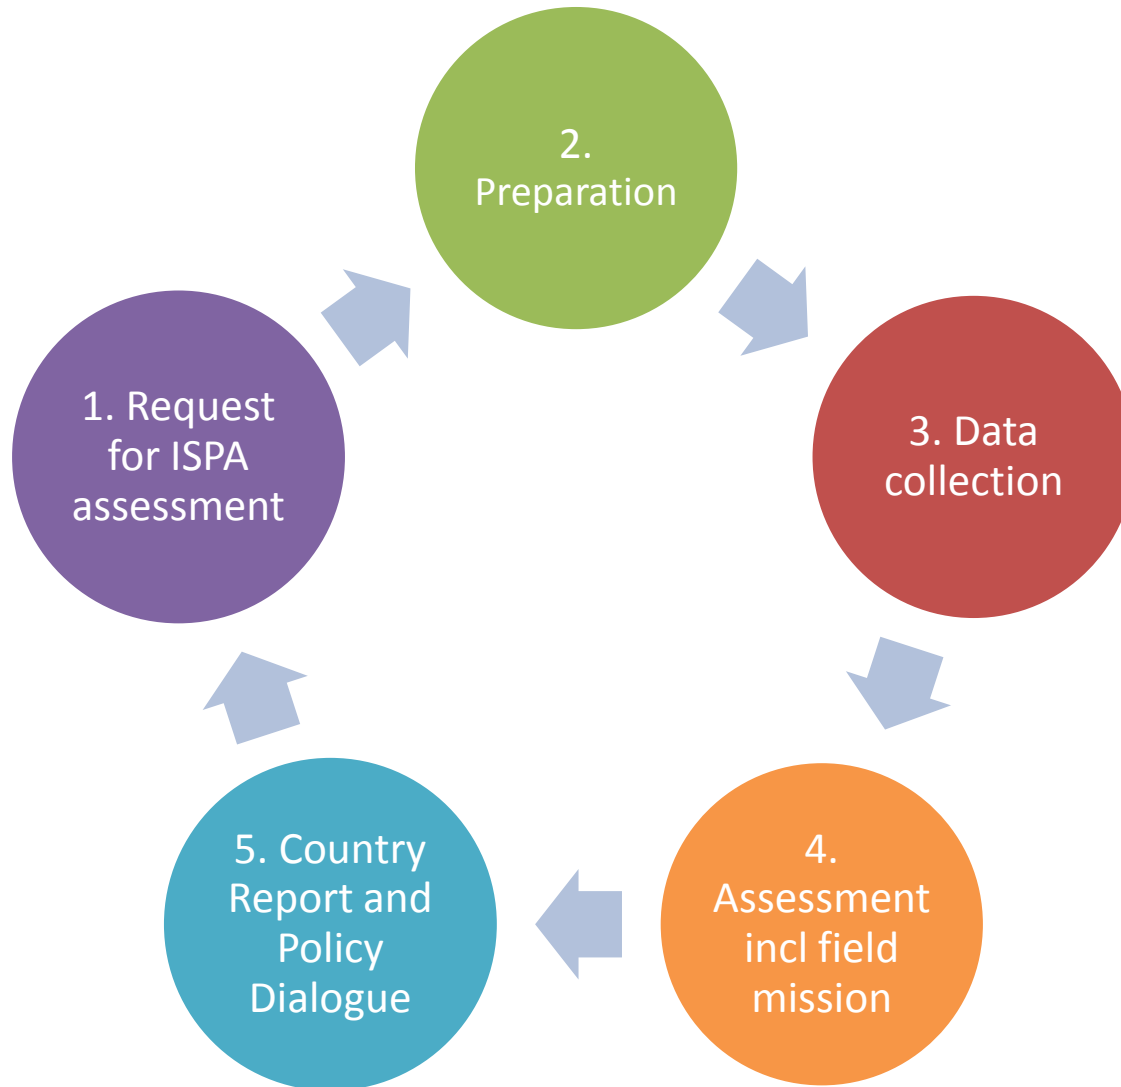 1. Request
for ISPA
assessment
2.
Preparation
3. Data
collection
4.
Assessment
incl field
mission
5. Country
Report and
Policy
Dialogue